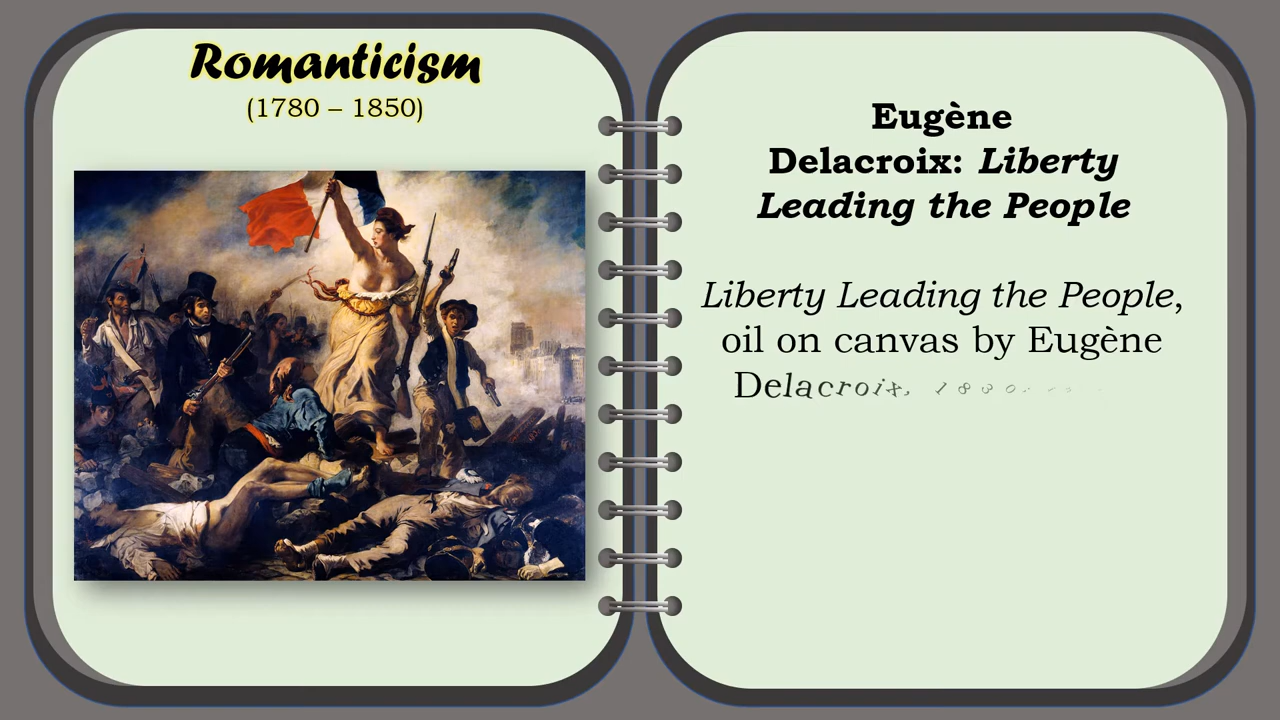 Romanticism
(1780 – 1850)
Eugène
Delacroix: Liberty
Leading the People
Liberty Leading the People,
oil on canvas by Eugène
Delacroix, 1830;